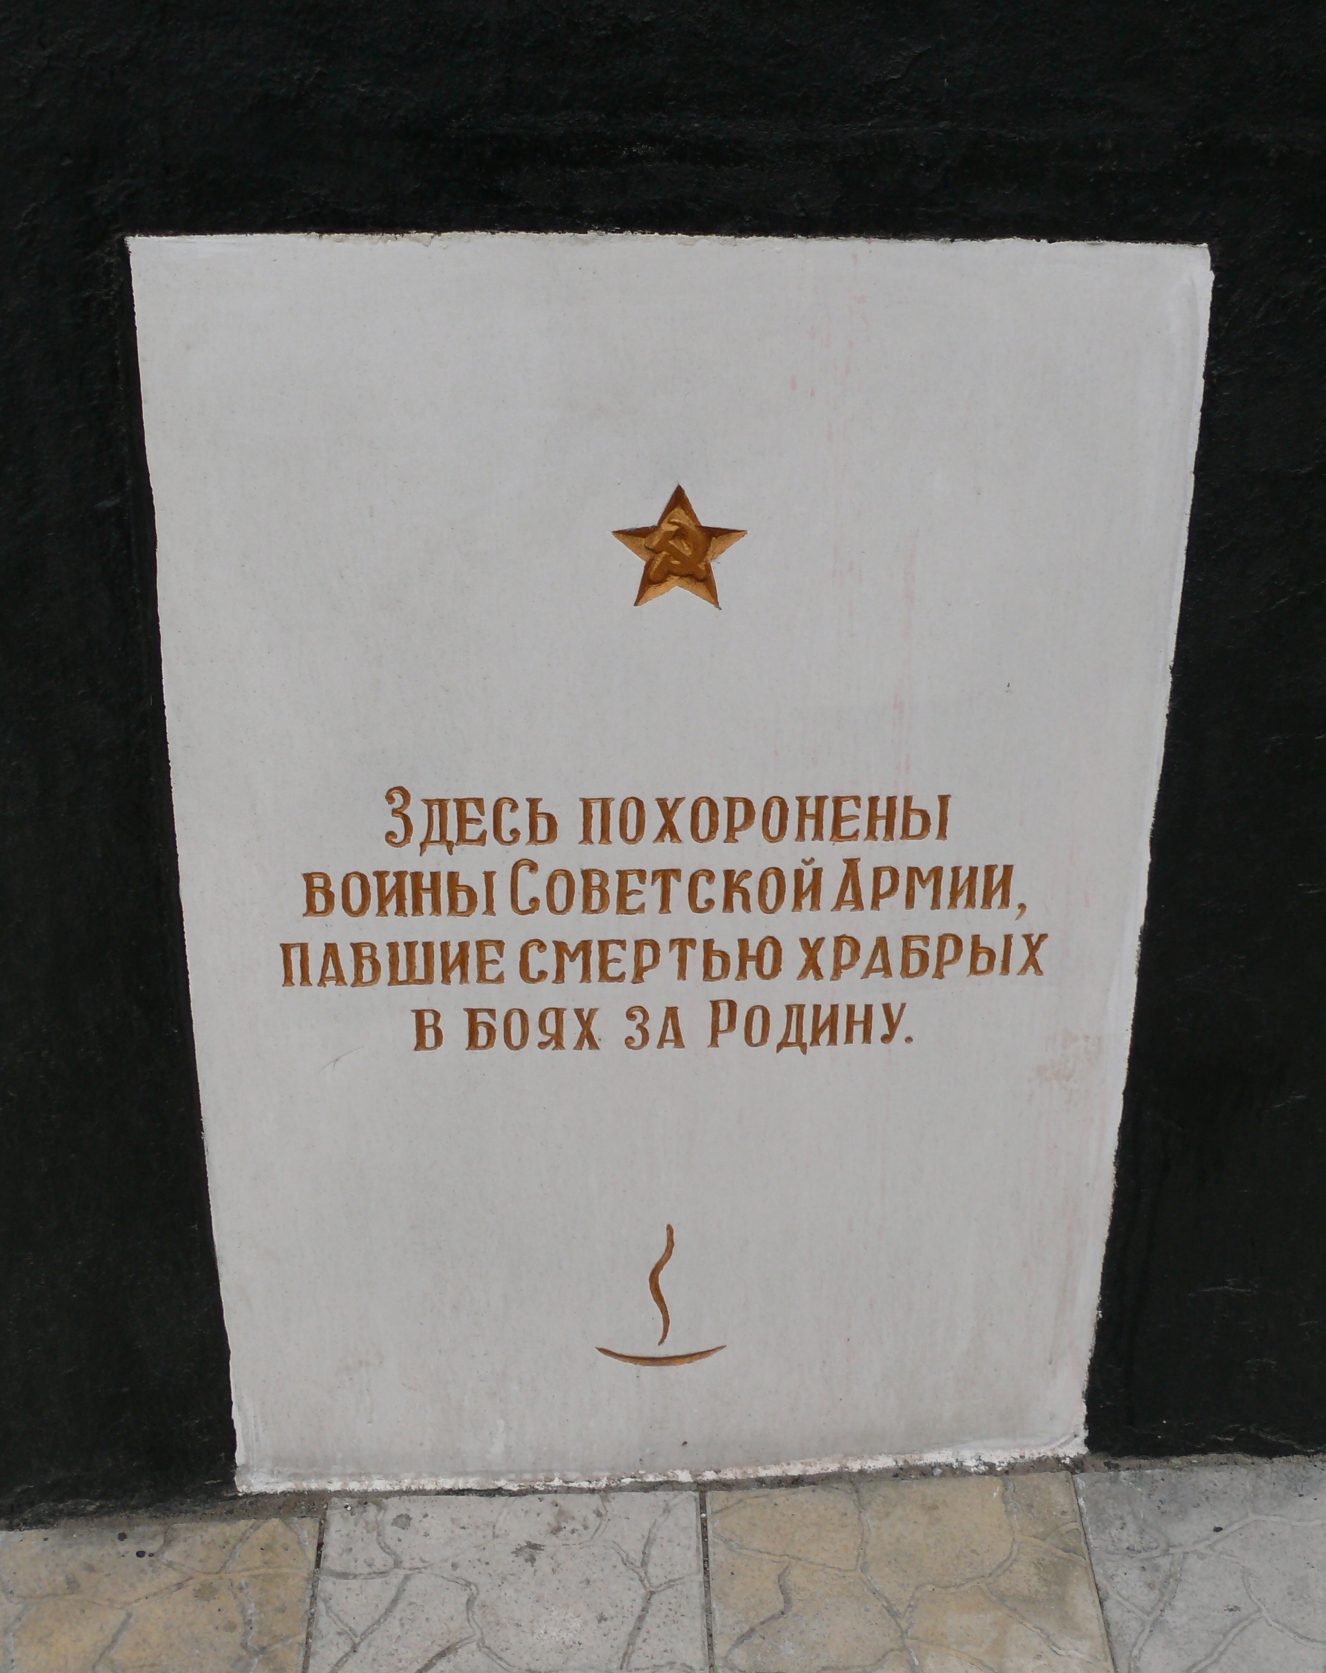 Здесь похоронены
воины Советской Армии,
павшие смертью храбрых
в боях за Родину.